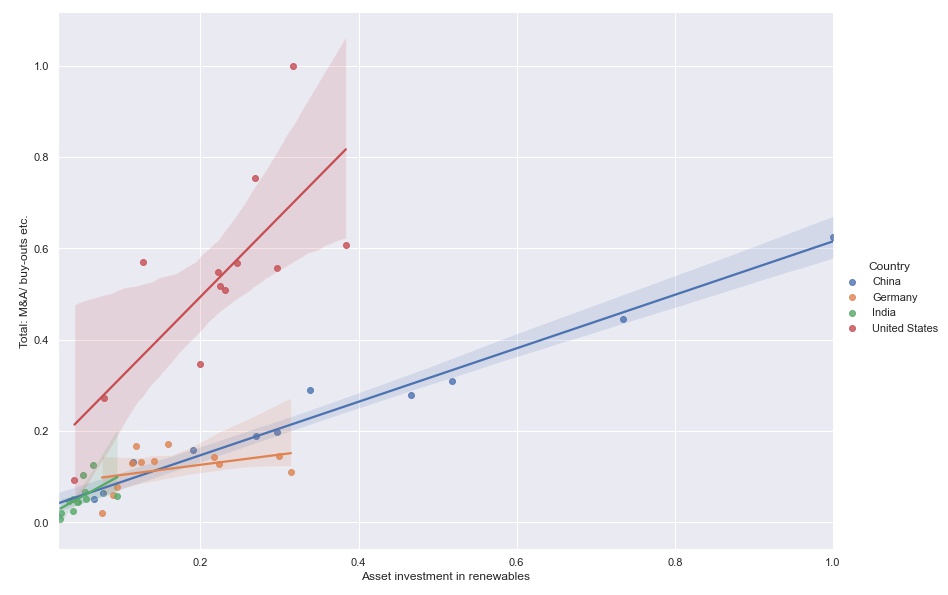 1.0
0.8
0.6
0.4
0.2
0.0
Total: M&A/ buy-outs etc.
0.2
0.4
0.6
0.8
1.0
Asset investment in renewables
Country
China
Germany
India
United States